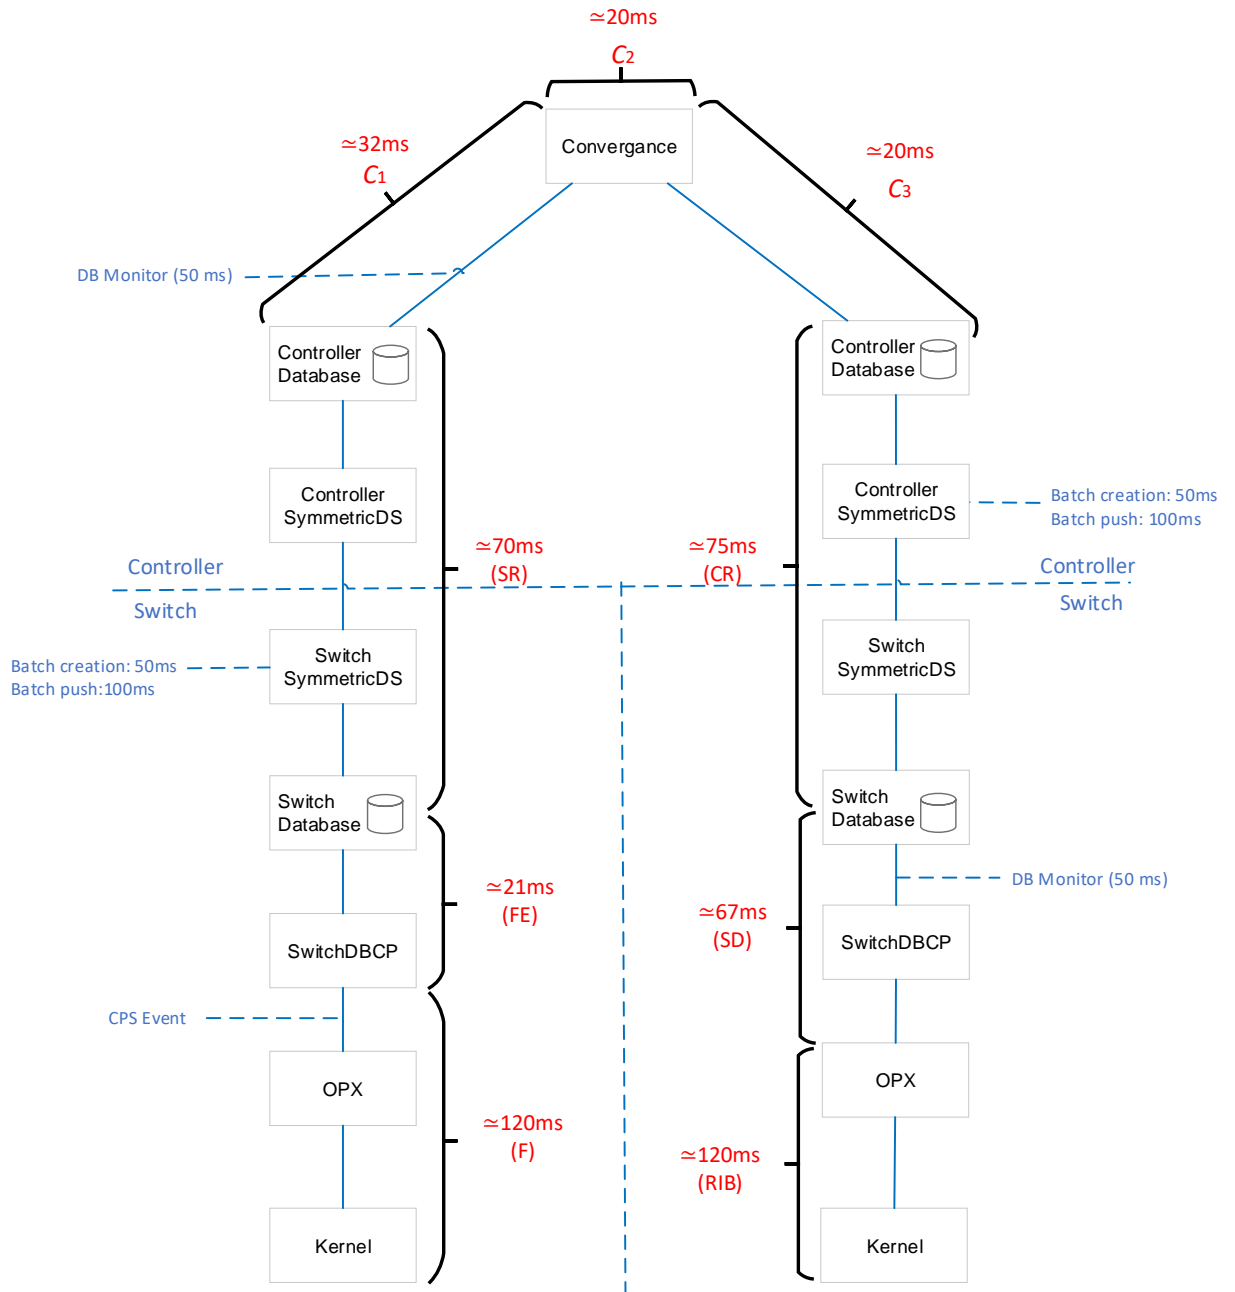 ≃20ms
C2
Convergance
≃32ms
C1
≃20ms
C3
DB Monitor (50 ms)
Controller
Database
Controller
Database
Controller
SymmetricDS
Controller
SymmetricDS
Batch creation: 50ms
Batch push: 100ms
≃70ms
(SR)
≃75ms
(CR)
Controller
Switch
Controller
Switch
Batch creation: 50ms
Batch push:100ms
Switch
SymmetricDS
Switch
SymmetricDS
Switch
Database
Switch
Database
≃21ms
(FE)
≃67ms
(SD)
DB Monitor (50 ms)
SwitchDBCP
SwitchDBCP
CPS Event
OPX
OPX
≃120ms
(F)
≃120ms
(RIB)
Kernel
Kernel